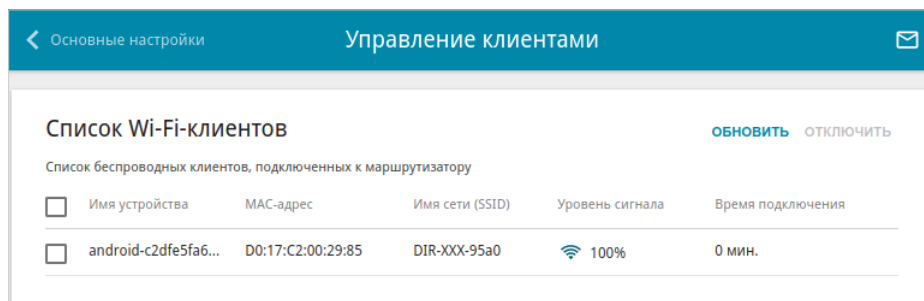 Основные настройки Управление клиентами
Список Wi-Fi-клиентов ОБНОВИТЬ ОТКЛЮЧИТЬ
Список беспроводных клиентов, подключенных к маршрутизатору
Имя устройства MAC-адрес Имя сети (SSID) Уровень сигнала Время подключения
android-c2dfe5fa6... D0:17:C2:00:29:85 DIR-XXX-95a0 100% 0 мин.